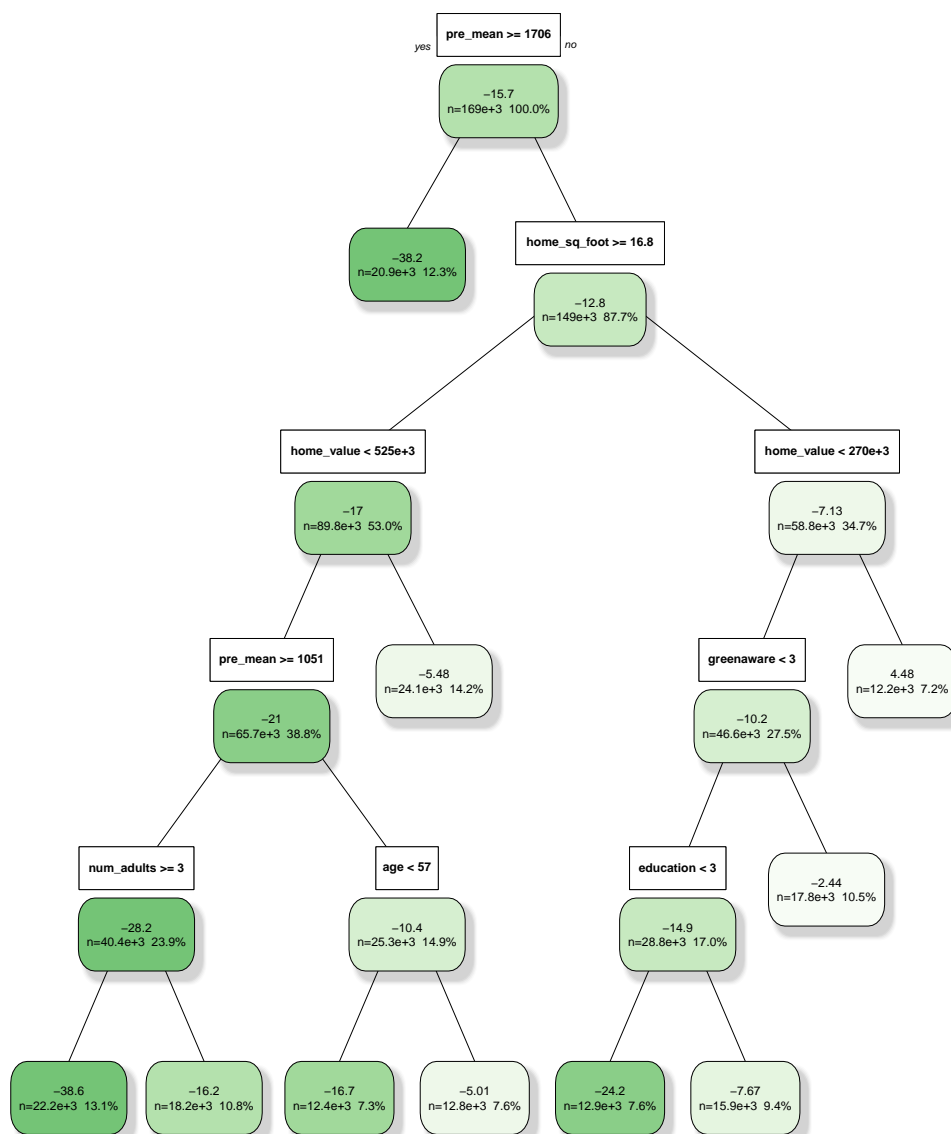 pre_mean >= 1706
yes no
−15.7
n=169e+3 100.0%
−38.2
n=20.9e+3 12.3%
home_sq_foot >= 16.8
−12.8
n=149e+3 87.7%
home_value < 525e+3
−17
n=89.8e+3 53.0%
home_value < 270e+3
−7.13
n=58.8e+3 34.7%
pre_mean >= 1051
−21
n=65.7e+3 38.8%
−5.48
n=24.1e+3 14.2%
greenaware < 3
−10.2
n=46.6e+3 27.5%
4.48
n=12.2e+3 7.2%
num_adults >= 3
−28.2
n=40.4e+3 23.9%
age < 57
−10.4
n=25.3e+3 14.9%
education < 3
−14.9
n=28.8e+3 17.0%
−2.44
n=17.8e+3 10.5%
−38.6
n=22.2e+3 13.1%
−16.2
n=18.2e+3 10.8%
−16.7
n=12.4e+3 7.3%
−5.01
n=12.8e+3 7.6%
−24.2
n=12.9e+3 7.6%
−7.67
n=15.9e+3 9.4%